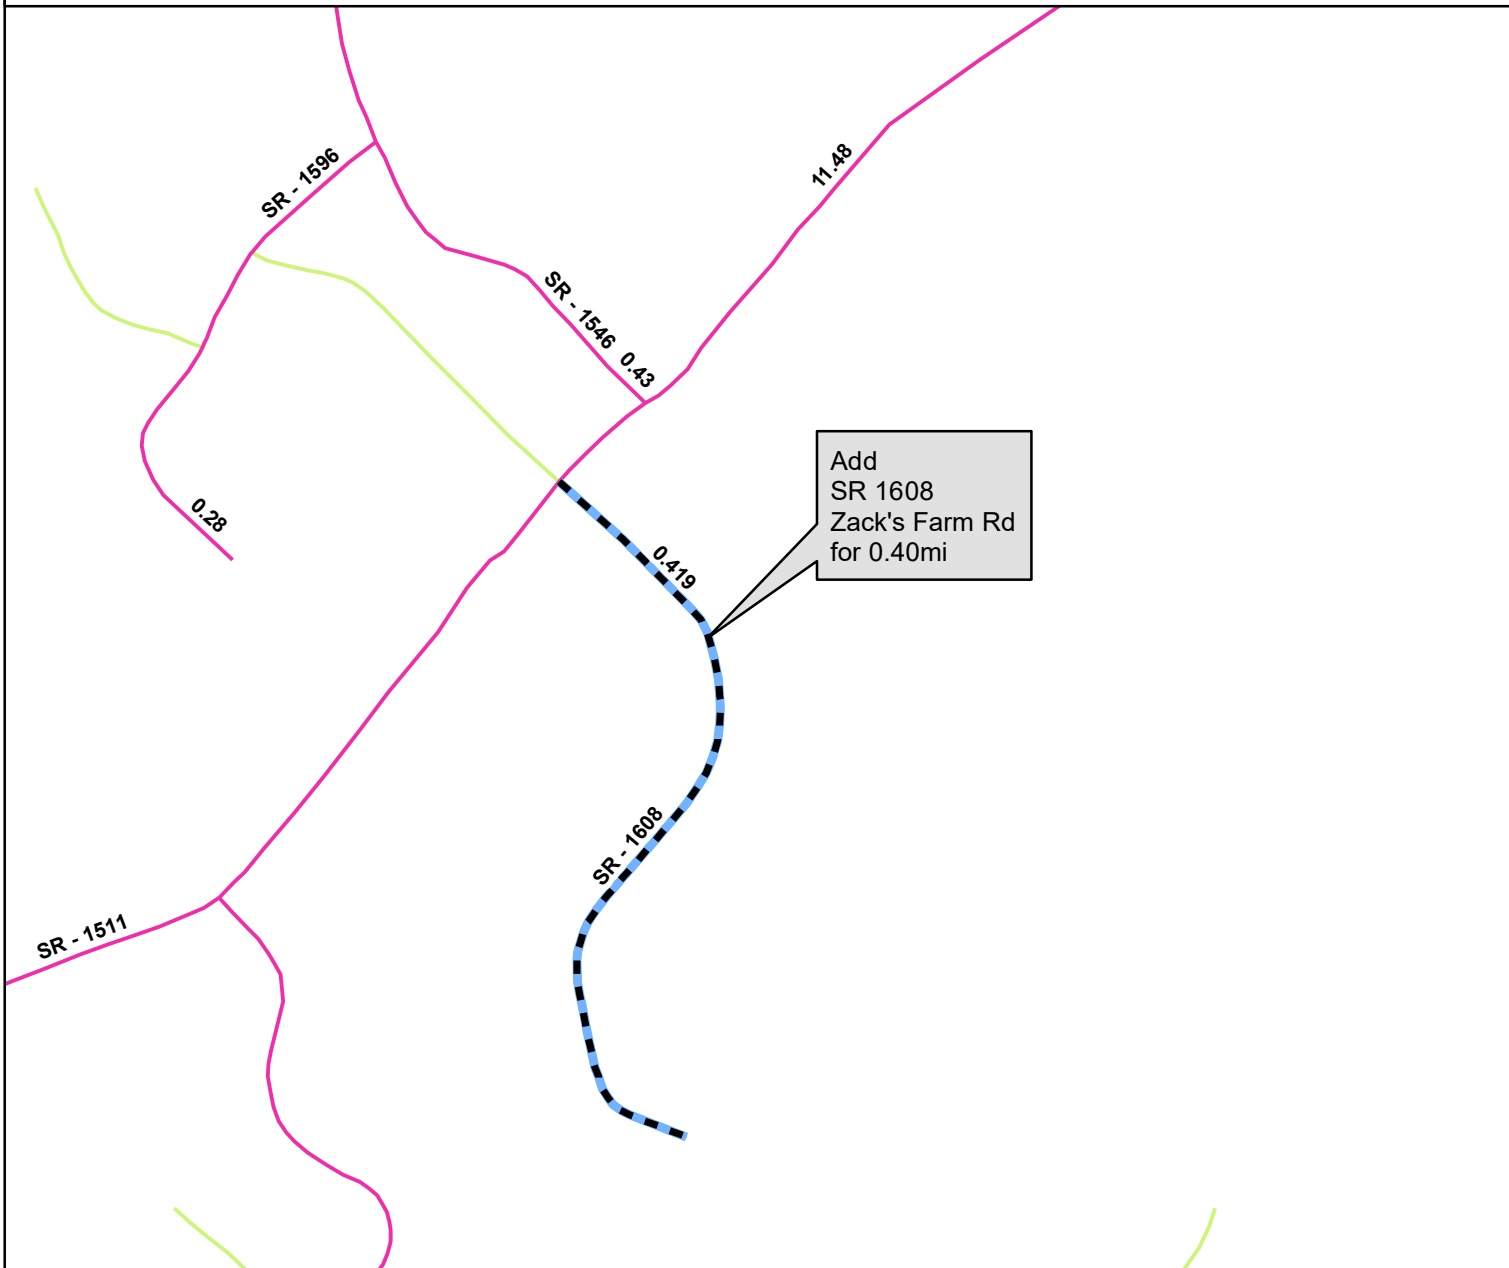 SR - 1596
11.48
SR - 1546 0.43
Add
SR 1608
Zack's Farm Rd
for 0.40mi
0.28
0.419
SR - 1608
SR - 1511